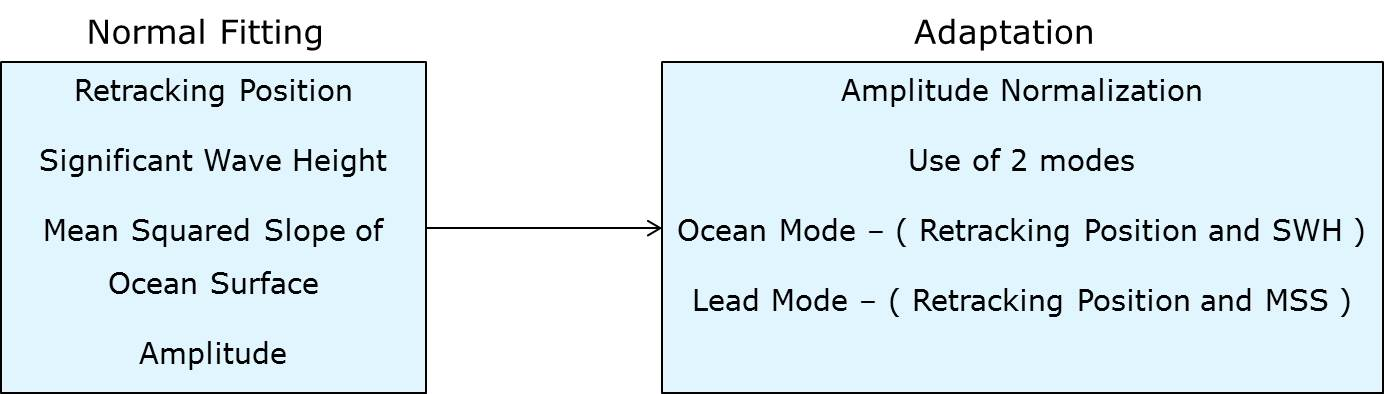 Normal Fitting
Retracking Position
Significant Wave Height
Mean Squared Slope of
Ocean Surface
Amplitude
Adaptation
Amplitude Normalization
Use of 2 modes
Ocean Mode – ( Retracking Position and SWH )
Lead Mode – ( Retracking Position and MSS )